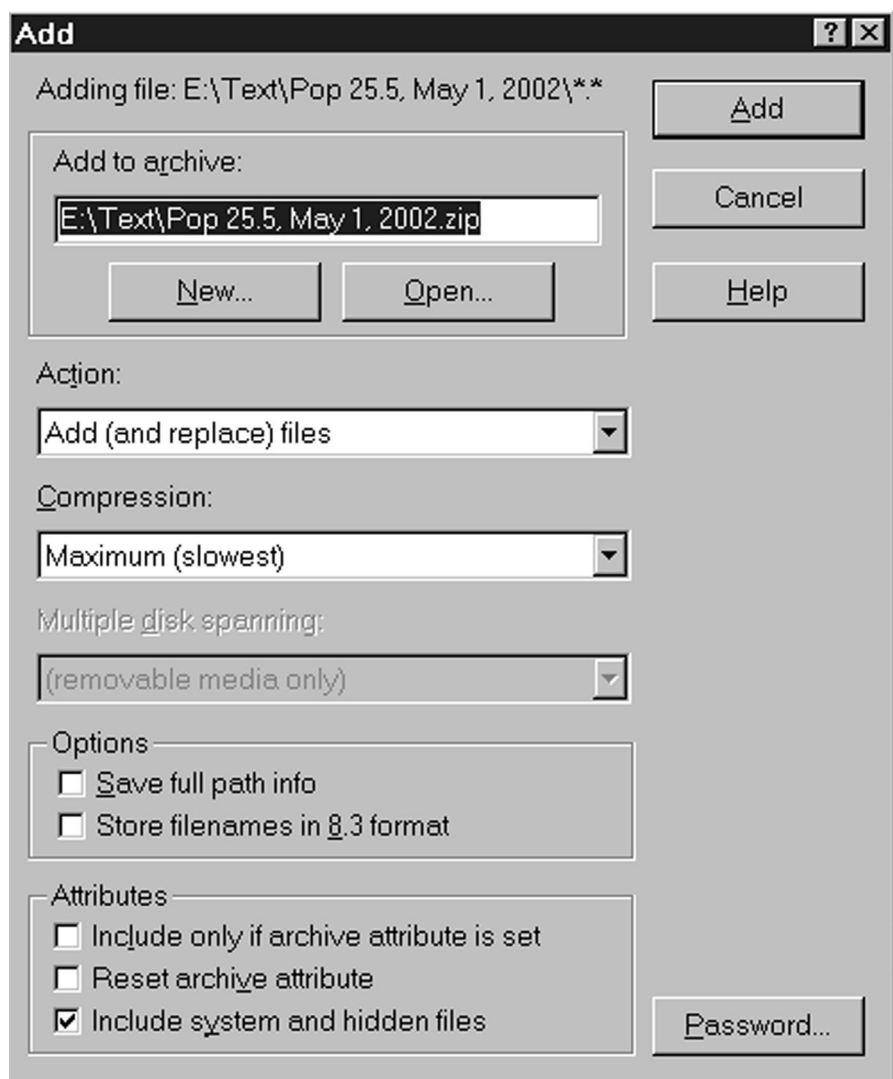 Add
Adding file: E:\Text\Pop 25.5, May 1, 2002\*.*
Add
Add to archive:
E:\Text\Pop 25.5, May 1, 2002.zip
Cancel
New...
Open...
Help
Action:
Add (and replace) files
Compression:
Maximum (slowest)
Multiple disk spanning:
(removable media only)
Options
Save full path info
Store filenames in 8.3 format
Attributes
Include only if archive attribute is set
Reset archive attribute
Include system and hidden files
Password...